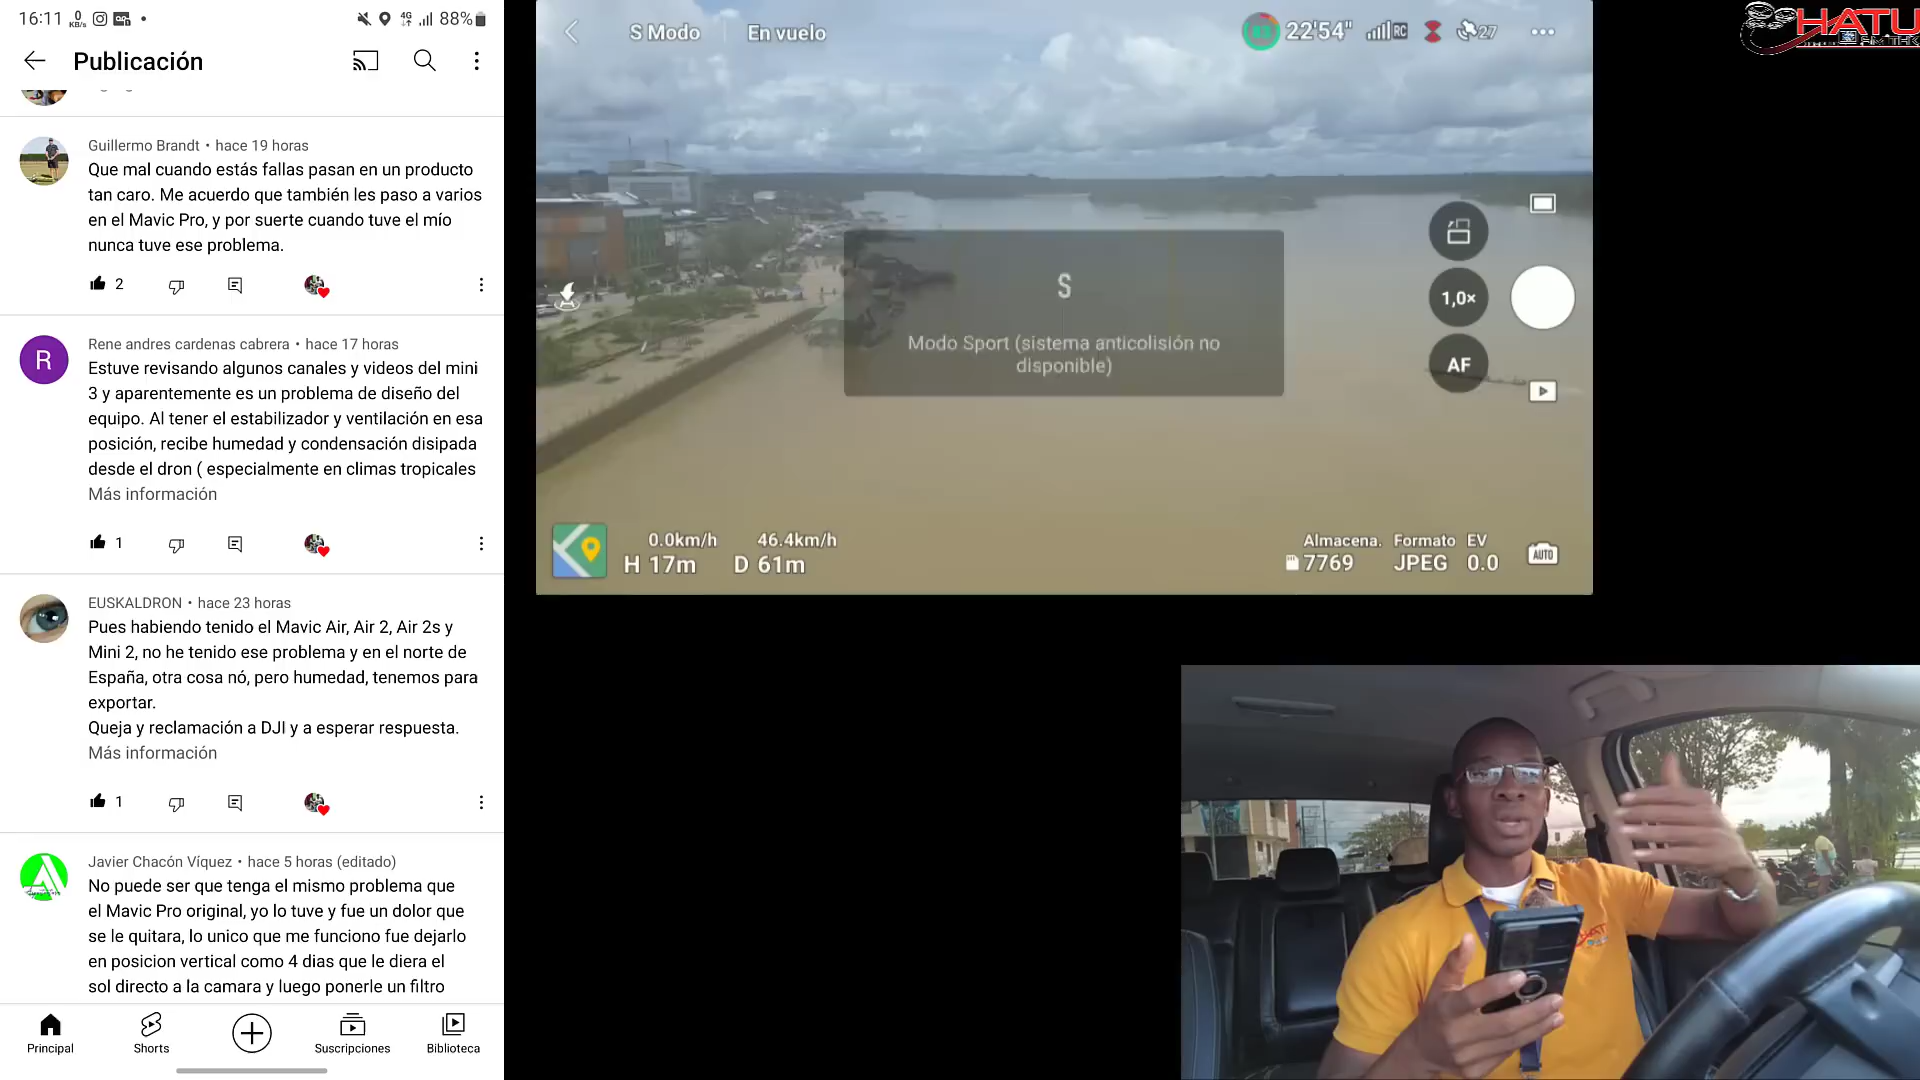 16:11 0 KB/s 4G 88%
Publicación
Guillermo Brandt • hace 19 horas
Que mal cuando estás fallas pasan en un producto
tan caro. Me acuerdo que también les paso a varios
en el Mavic Pro, y por suerte cuando tuve el mío
nunca tuve ese problema.
2
R
Rene andres cardenas cabrera • hace 17 horas
Estuve revisando algunos canales y videos del mini
3 y aparentemente es un problema de diseño del
equipo. Al tener el estabilizador y ventilación en esa
posición, recibe humedad y condensación disipada
desde el dron ( especialmente en climas tropicales
Más información
1
EUSKALDRON • hace 23 horas
Pues habiendo tenido el Mavic Air, Air 2, Air 2s y
Mini 2, no he tenido ese problema y en el norte de
España, otra cosa nó, pero humedad, tenemos para
exportar.
Queja y reclamación a DJI y a esperar respuesta.
Más información
1
Javier Chacón Víquez • hace 5 horas (editado)
No puede ser que tenga el mismo problema que
el Mavic Pro original, yo lo tuve y fue un dolor que
se le quitara, lo unico que me funciono fue dejarlo
en posicion vertical como 4 dias que le diera el
sol directo a la camara y luego ponerle un filtro
Principal
Shorts
Suscripciones
Biblioteca
S Modo
En vuelo
22'54"
RC
27
S
Modo Sport (sistema anticolisión no
disponible)
1,0×
AF
0.0km/h 46.4km/h
H 17m D 61m
Almacena. Formato EV
7769 JPEG 0.0
AUTO
HATU